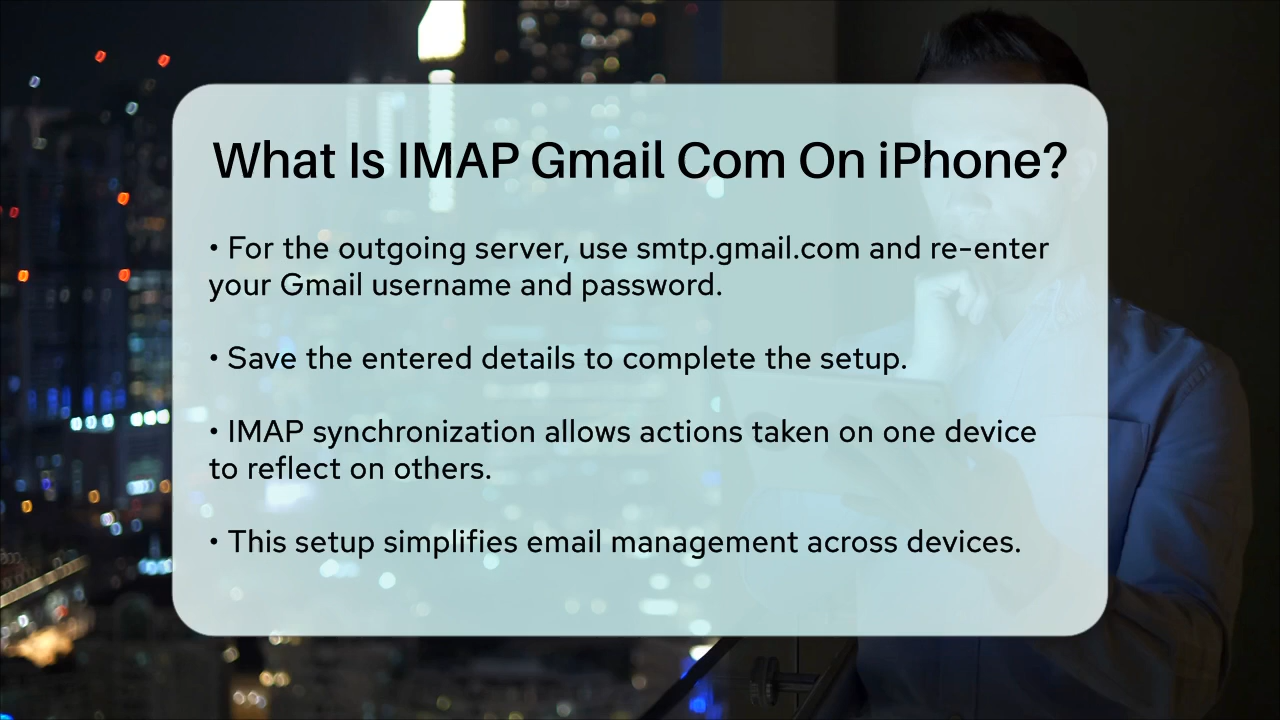 What Is IMAP Gmail Com On iPhone?
• For the outgoing server, use smtp.gmail.com and re-enter
your Gmail username and password.
• Save the entered details to complete the setup.
• IMAP synchronization allows actions taken on one device
to reflect on others.
• This setup simplifies email management across devices.